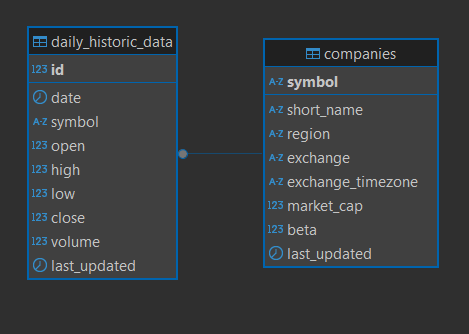 daily_historic_data
123 id
date
A-Z symbol
123 open
123 high
123 low
123 close
123 volume
last_updated
companies
A-Z symbol
A-Z short_name
A-Z region
A-Z exchange
A-Z exchange_timezone
123 market_cap
123 beta
last_updated